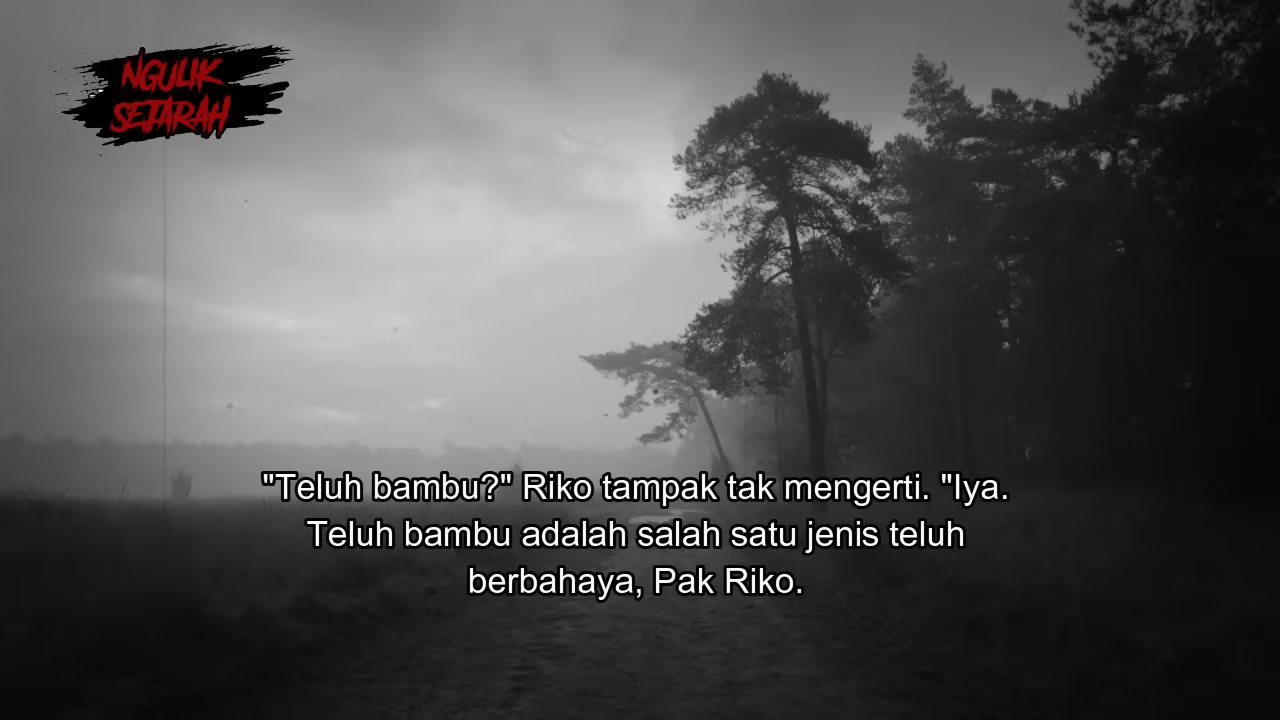 NGULIK
SEJARAH
"Teluh bambu?" Riko tampak tak mengerti. "Iya.
Teluh bambu adalah salah satu jenis teluh
berbahaya, Pak Riko.